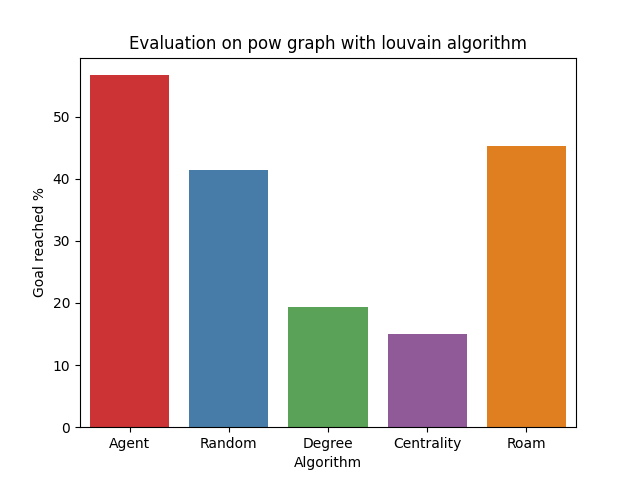 Evaluation on pow graph with louvain algorithm
50
40
30
20
10
0
Goal reached %
Agent Random Degree Centrality Roam
Algorithm